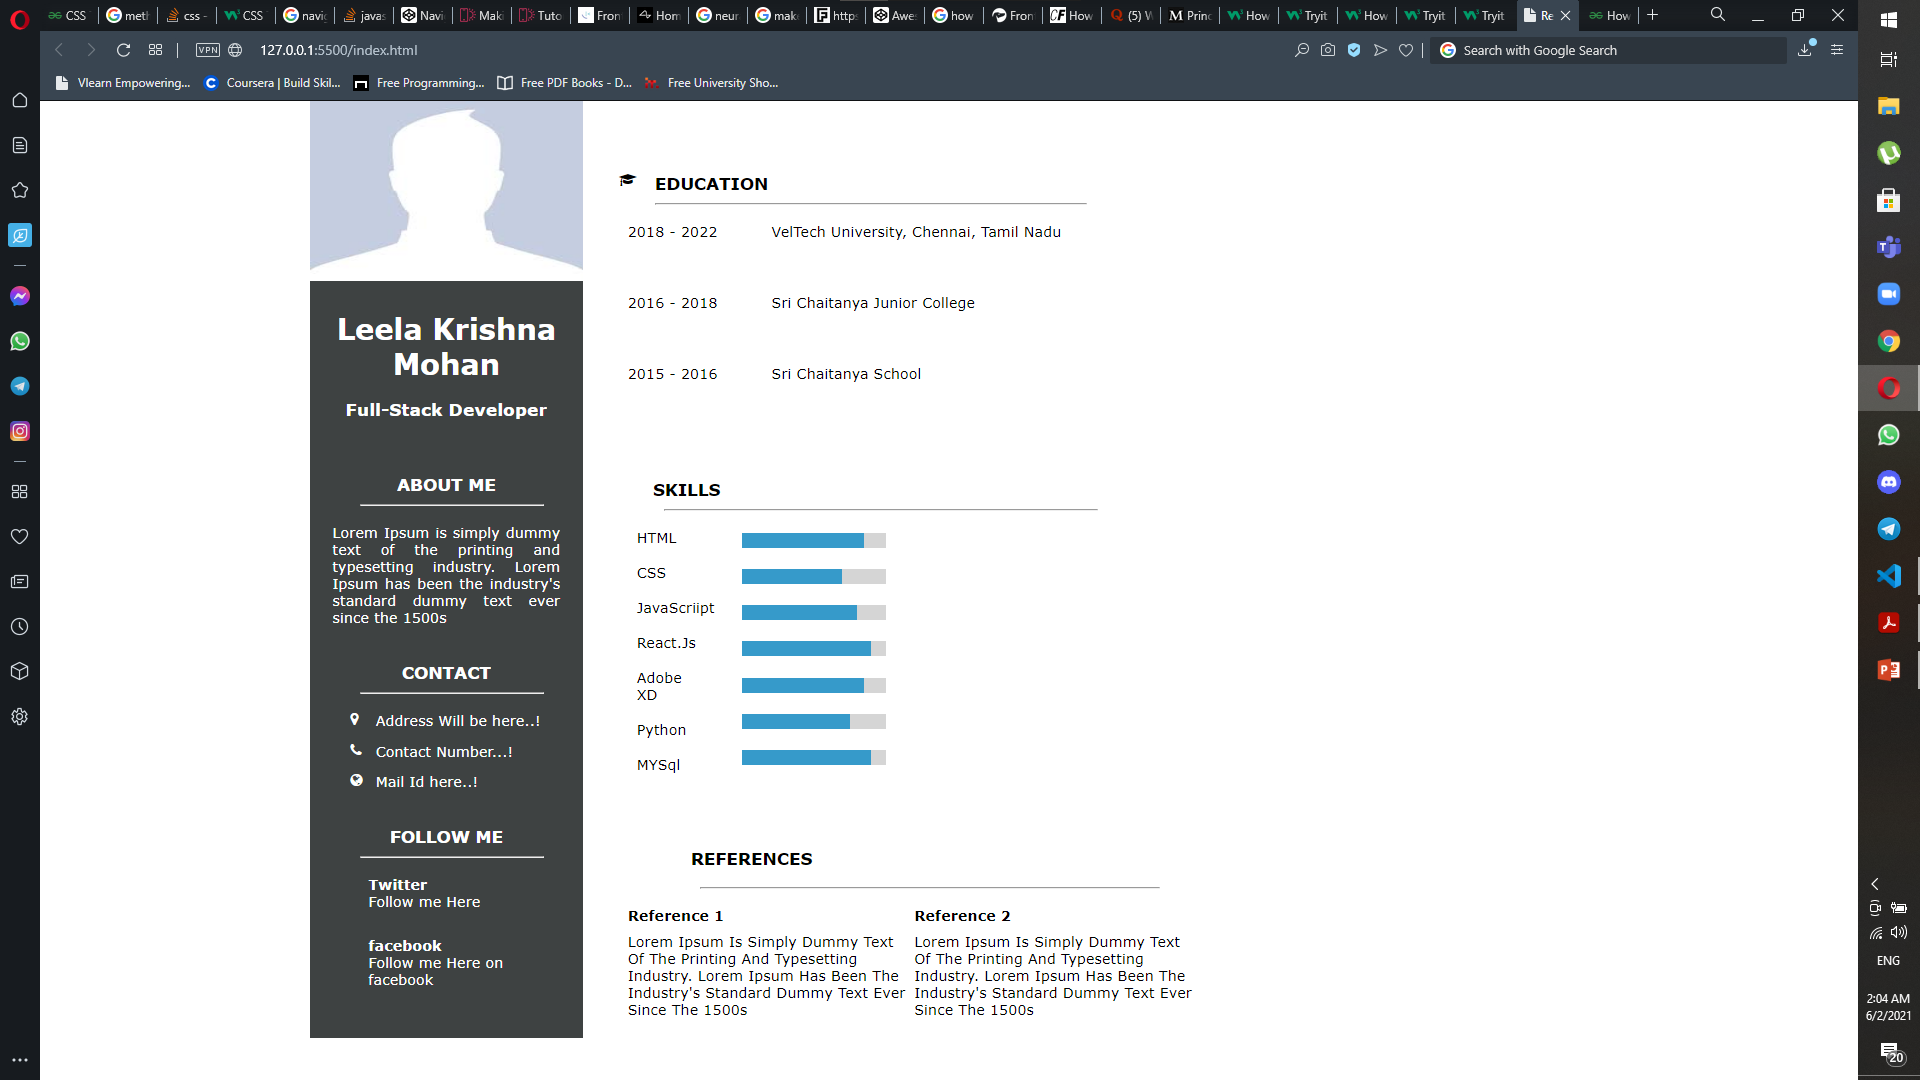 CSS
meth
css -
CSS
navig
javas
Navi
Maki
Tuto
Fron
Hom
neur
make
https
Awes
how
Fron
How
(5) W
Princ
How
Tryit
How
Tryit
Tryit
Re
How
VPN
127.0.0.1:5500/index.html
Search with Google Search
Vlearn Empowering...
Coursera | Build Skil...
Free Programming...
Free PDF Books - D...
Free University Sho...
Leela Krishna
Mohan
Full-Stack Developer
ABOUT ME
Lorem Ipsum is simply dummy
text of the printing and
typesetting industry. Lorem
Ipsum has been the industry's
standard dummy text ever
since the 1500s
CONTACT
Address Will be here..!
Contact Number...!
Mail Id here..!
FOLLOW ME
Twitter
Follow me Here
facebook
Follow me Here on
facebook
EDUCATION
2018 - 2022 VelTech University, Chennai, Tamil Nadu
2016 - 2018 Sri Chaitanya Junior College
2015 - 2016 Sri Chaitanya School
SKILLS
HTML
CSS
JavaScriipt
React.Js
Adobe
XD
Python
MYSql
REFERENCES
Reference 1
Lorem Ipsum Is Simply Dummy Text
Of The Printing And Typesetting
Industry. Lorem Ipsum Has Been The
Industry's Standard Dummy Text Ever
Since The 1500s
Reference 2
Lorem Ipsum Is Simply Dummy Text
Of The Printing And Typesetting
Industry. Lorem Ipsum Has Been The
Industry's Standard Dummy Text Ever
Since The 1500s
ENG
2:04 AM
6/2/2021
20